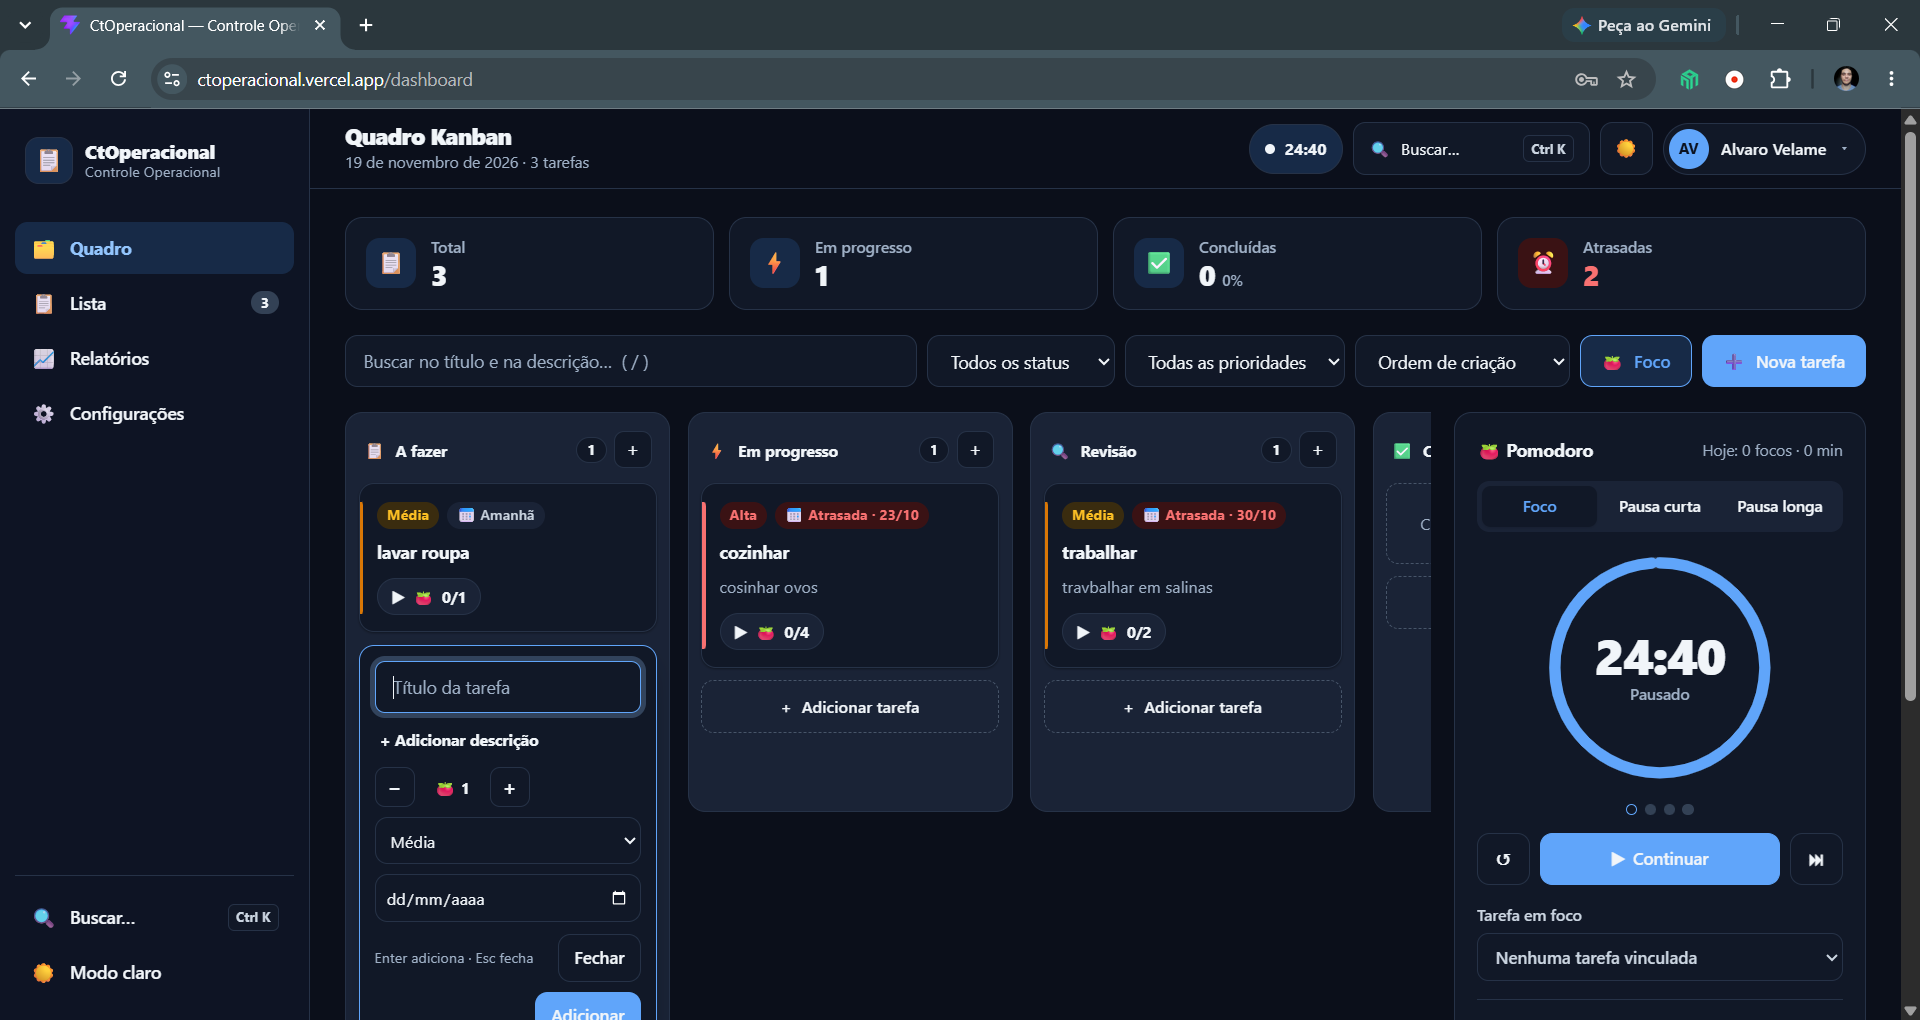 CtOperacional — Controle Ope
Peça ao Gemini
ctoperacional.vercel.app/dashboard
CtOperacional
Controle Operacional
Quadro
Lista 3
Relatórios
Configurações
Buscar... Ctrl K
Modo claro
Quadro Kanban
19 de novembro de 2026 · 3 tarefas
24:40
Buscar... Ctrl K
AV Alvaro Velame
Total
3
Em progresso
1
Concluídas
0 0%
Atrasadas
2
Buscar no título e na descrição... ( / )
Todos os status
Todas as prioridades
Ordem de criação
Foco
Nova tarefa
A fazer 1 +
Média Amanhã
lavar roupa
0/1
Título da tarefa
+ Adicionar descrição
− 1 +
Média
dd/mm/aaaa
Enter adiciona · Esc fecha
Fechar
Adicionar
Em progresso 1 +
Alta Atrasada · 23/10
cozinhar
cosinhar ovos
0/4
+ Adicionar tarefa
Revisão 1 +
Média Atrasada · 30/10
trabalhar
travbalhar em salinas
0/2
+ Adicionar tarefa
C
C
Pomodoro
Hoje: 0 focos · 0 min
Foco Pausa curta Pausa longa
24:40
Pausado
Continuar
Tarefa em foco
Nenhuma tarefa vinculada